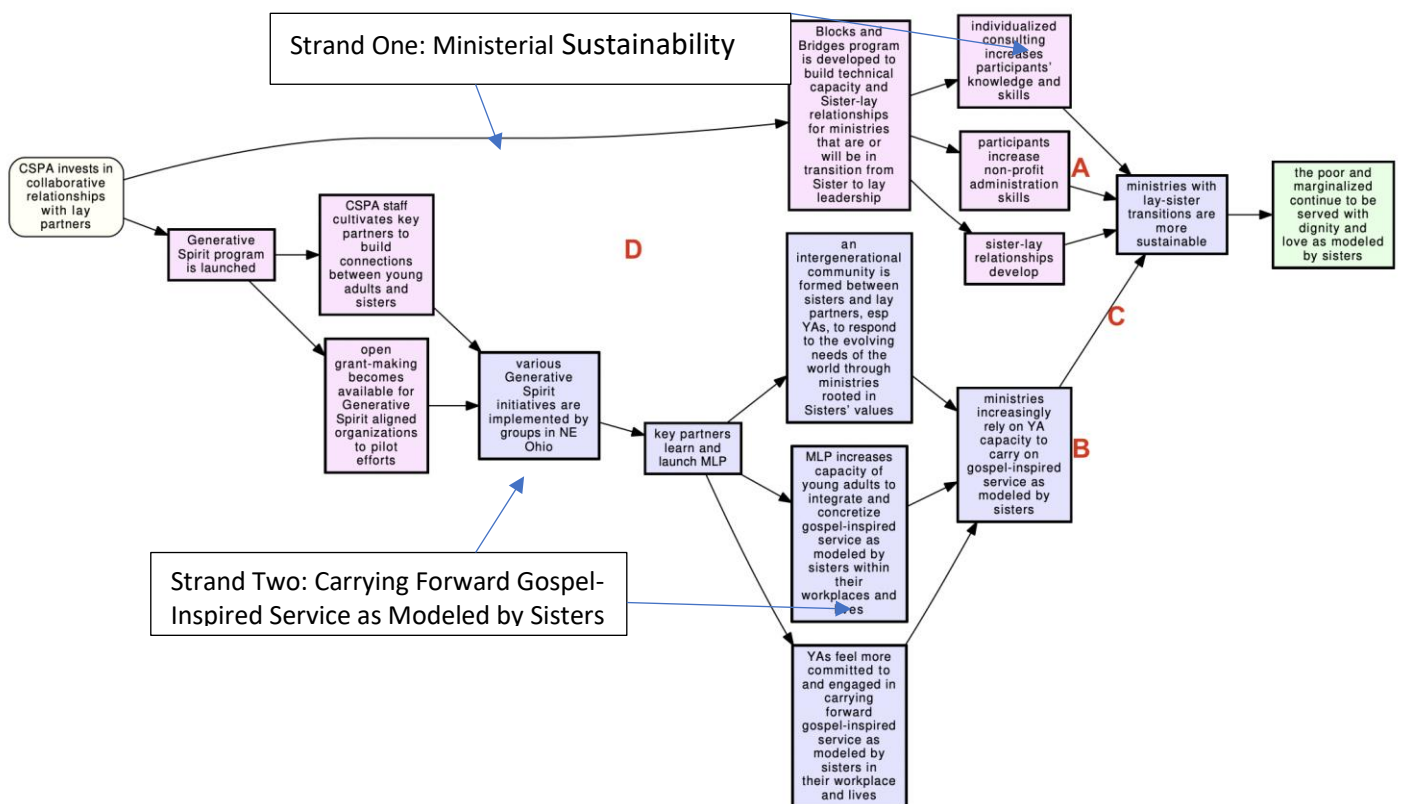 Strand One: Ministerial Sustainability
CSPA invests in
collaborative
relationships
with lay
partners
Generative
Spirit program
is launched
CSPA staff
cultivates key
partners to
build
connections
between young
adults and
sisters
open
grant-making
becomes
available for
Generative
Spirit aligned
organizations
to pilot
efforts
various
Generative
Spirit
initiatives are
implemented by
groups in NE
Ohio
key partners
learn and
launch MLP
Blocks and
Bridges program
is developed to
build technical
capacity and
Sister-lay
relationships
for ministries
that are or
will be in
transition from
Sister to lay
leadership
individualized
consulting
increases
participants'
knowledge and
skills
participants
increase
non-profit
administration
skills
sister-lay
relationships
develop
A
ministries with
lay-sister
transitions are
more
sustainable
the poor and
marginalized
continue to be
served with
dignity and
love as modeled
by sisters
D
an
intergenerational
community is
formed between
sisters and lay
partners, esp
YAs, to respond
to the evolving
needs of the
world through
ministries
rooted in
Sisters' values
MLP increases
capacity of
young adults to
integrate and
concretize
gospel-inspired
service as
modeled by
sisters within
their
workplaces and
YAs feel more
committed to
and engaged in
carrying
forward
gospel-inspired
service as
modeled by
sisters in
their workplace
and lives
ministries
increasingly
rely on YA
capacity to
carry on
gospel-inspired
service as
modeled by
sisters
B
C
Strand Two: Carrying Forward Gospel-
Inspired Service as Modeled by Sisters